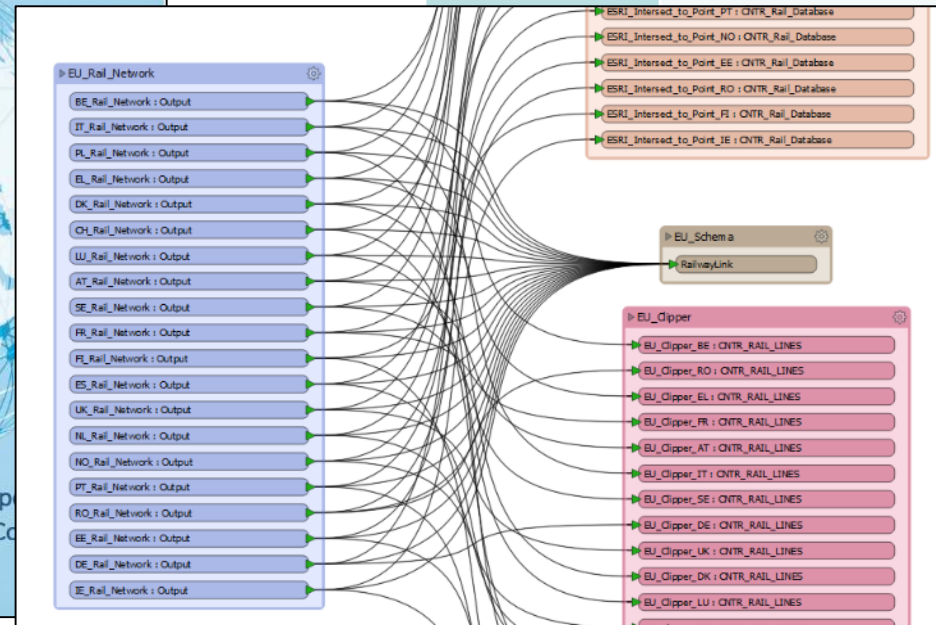 EU_Rail_Network
BE_Rail_Network : Output
IT_Rail_Network : Output
PL_Rail_Network : Output
EL_Rail_Network : Output
DK_Rail_Network : Output
CH_Rail_Network : Output
LU_Rail_Network : Output
AT_Rail_Network : Output
SE_Rail_Network : Output
FR_Rail_Network : Output
FI_Rail_Network : Output
ES_Rail_Network : Output
UK_Rail_Network : Output
NL_Rail_Network : Output
NO_Rail_Network : Output
PT_Rail_Network : Output
RO_Rail_Network : Output
EE_Rail_Network : Output
DE_Rail_Network : Output
IE_Rail_Network : Output
ESRI_Intersect_to_Point_PT : CNTR_Rail_Database
ESRI_Intersect_to_Point_NO : CNTR_Rail_Database
ESRI_Intersect_to_Point_EE : CNTR_Rail_Database
ESRI_Intersect_to_Point_RO : CNTR_Rail_Database
ESRI_Intersect_to_Point_FI : CNTR_Rail_Database
ESRI_Intersect_to_Point_IE : CNTR_Rail_Database
EU_Schema
RailwayLink
EU_Clipper
EU_Clipper_BE : CNTR_RAIL_LINES
EU_Clipper_RO : CNTR_RAIL_LINES
EU_Clipper_EL : CNTR_RAIL_LINES
EU_Clipper_FR : CNTR_RAIL_LINES
EU_Clipper_AT : CNTR_RAIL_LINES
EU_Clipper_IT : CNTR_RAIL_LINES
EU_Clipper_SE : CNTR_RAIL_LINES
EU_Clipper_DE : CNTR_RAIL_LINES
EU_Clipper_UK : CNTR_RAIL_LINES
EU_Clipper_DK : CNTR_RAIL_LINES
EU_Clipper_LU : CNTR_RAIL_LINES